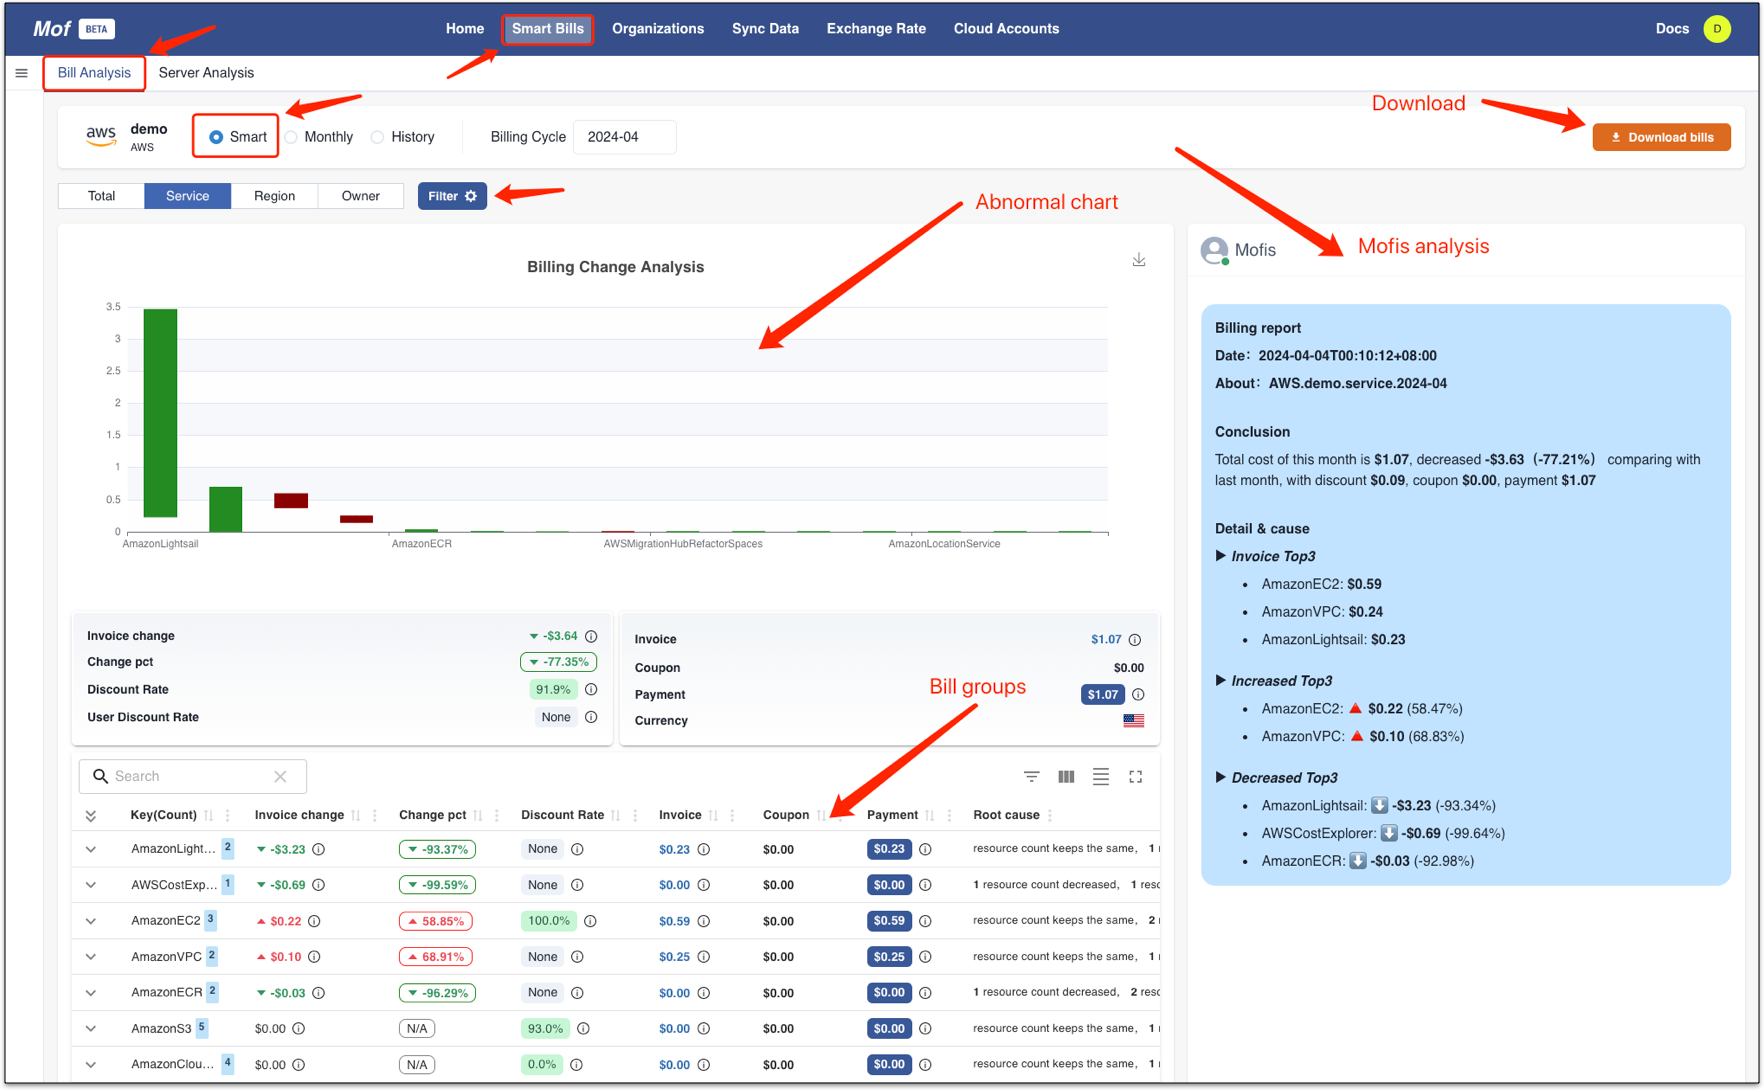 Mof BETA
Home Smart Bills Organizations Sync Data Exchange Rate Cloud Accounts
Docs D
Bill Analysis Server Analysis
Download
aws demo
AWS
Smart Monthly History Billing Cycle 2024-04
Download bills
Total Service Region Owner Filter
Abnormal chart
Mofis analysis
Mofis
Billing Change Analysis
3.5
3
2.5
2
1.5
1
0.5
0
AmazonLightsail AmazonECR AWSMigrationHubRefactorSpaces AmazonLocationService
Invoice change -$3.64
Change pct -77.35%
Discount Rate 91.9%
User Discount Rate None
Invoice $1.07
Coupon $0.00
Payment $1.07
Currency
Bill groups
Search
Key(Count) Invoice change Change pct Discount Rate Invoice Coupon Payment Root cause
AmazonLight... 2 -$3.23 -93.37% None $0.23 $0.00 $0.23 resource count keeps the same, 1
AWSCostExp... 1 -$0.69 -99.59% None $0.00 $0.00 $0.00 1 resource count decreased, 1 resc
AmazonEC2 3 $0.22 58.85% 100.0% $0.59 $0.00 $0.59 resource count keeps the same, 2
AmazonVPC 2 $0.10 68.91% None $0.25 $0.00 $0.25 resource count keeps the same, 1
AmazonECR 2 -$0.03 -96.29% None $0.00 $0.00 $0.00 1 resource count decreased, 2 resc
AmazonS3 5 $0.00 N/A 93.0% $0.00 $0.00 $0.00 resource count keeps the same, 1
AmazonClou... 4 $0.00 N/A 0.0% $0.00 $0.00 $0.00 resource count keeps the same, 1
Billing report
Date: 2024-04-04T00:10:12+08:00
About: AWS.demo.service.2024-04
Conclusion
Total cost of this month is $1.07, decreased -$3.63 (-77.21%) comparing with
last month, with discount $0.09, coupon $0.00, payment $1.07
Detail & cause
Invoice Top3
AmazonEC2: $0.59
AmazonVPC: $0.24
AmazonLightsail: $0.23
Increased Top3
AmazonEC2: $0.22 (58.47%)
AmazonVPC: $0.10 (68.83%)
Decreased Top3
AmazonLightsail: -$3.23 (-93.34%)
AWSCostExplorer: -$0.69 (-99.64%)
AmazonECR: -$0.03 (-92.98%)